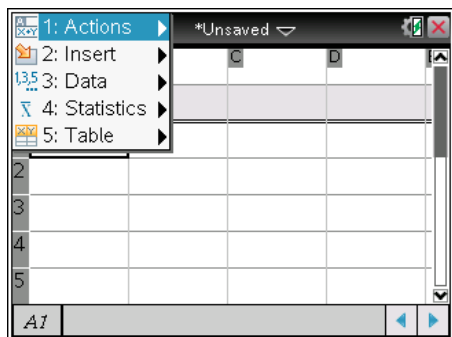 1: Actions
*Unsaved
2: Insert
C
D
3: Data
1,3,5
4: Statistics
X
5: Table
XY
2
3
4
5
A1